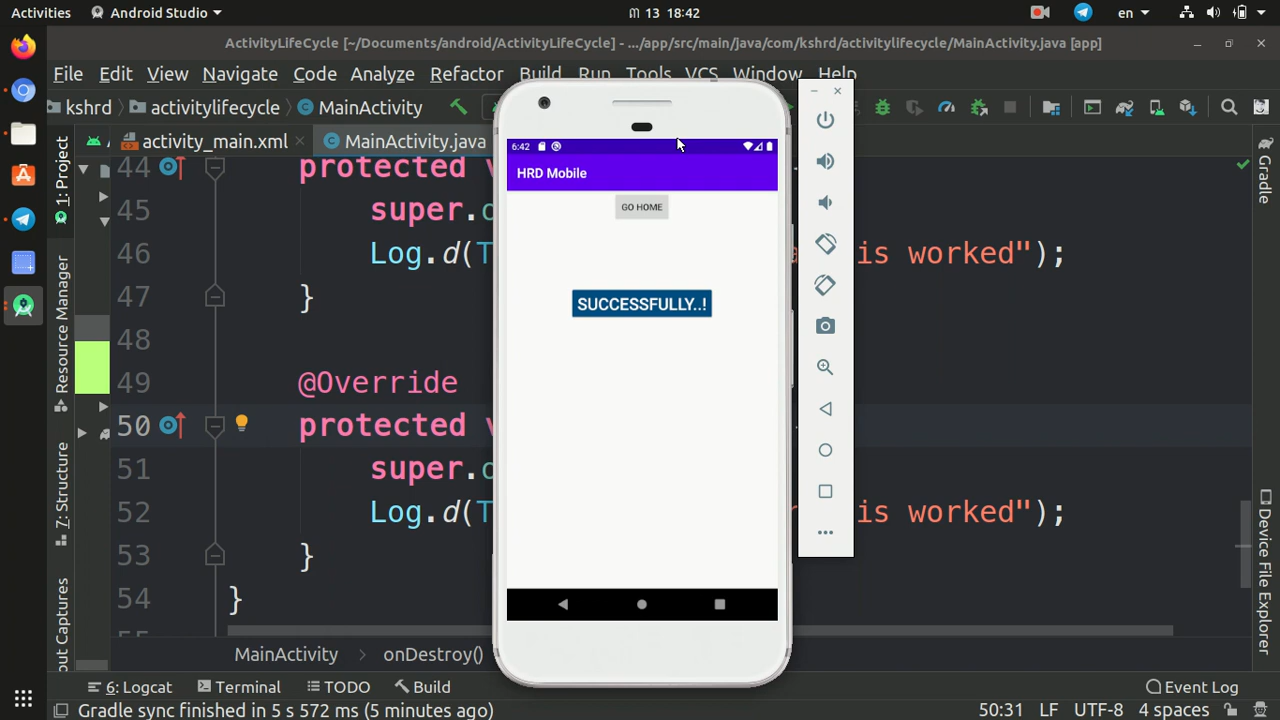 Activities
Android Studio
ពុធ 13 18:42
en
ActivityLifeCycle [~/Documents/android/ActivityLifeCycle] - .../app/src/main/java/com/kshrd/activitylifecycle/MainActivity.java [app]
File Edit View Navigate Code Analyze Refactor Build Run Tools VCS Window Help
kshrd activitylifecycle MainActivity
activity_main.xml MainActivity.java
1: Project
Resource Manager
7: Structure
out Captures
44 protected
45 super.
46 Log.d( is worked");
47 }
48
49 @Override
50 protected
51 super.
52 Log.d( is worked");
53 }
54 }
6:42
HRD Mobile
GO HOME
SUCCESSFULLY..!
Gradle
Device File Explorer
MainActivity onDestroy()
6: Logcat Terminal TODO Build Event Log
Gradle sync finished in 5 s 572 ms (5 minutes ago) 50:31 LF UTF-8 4 spaces